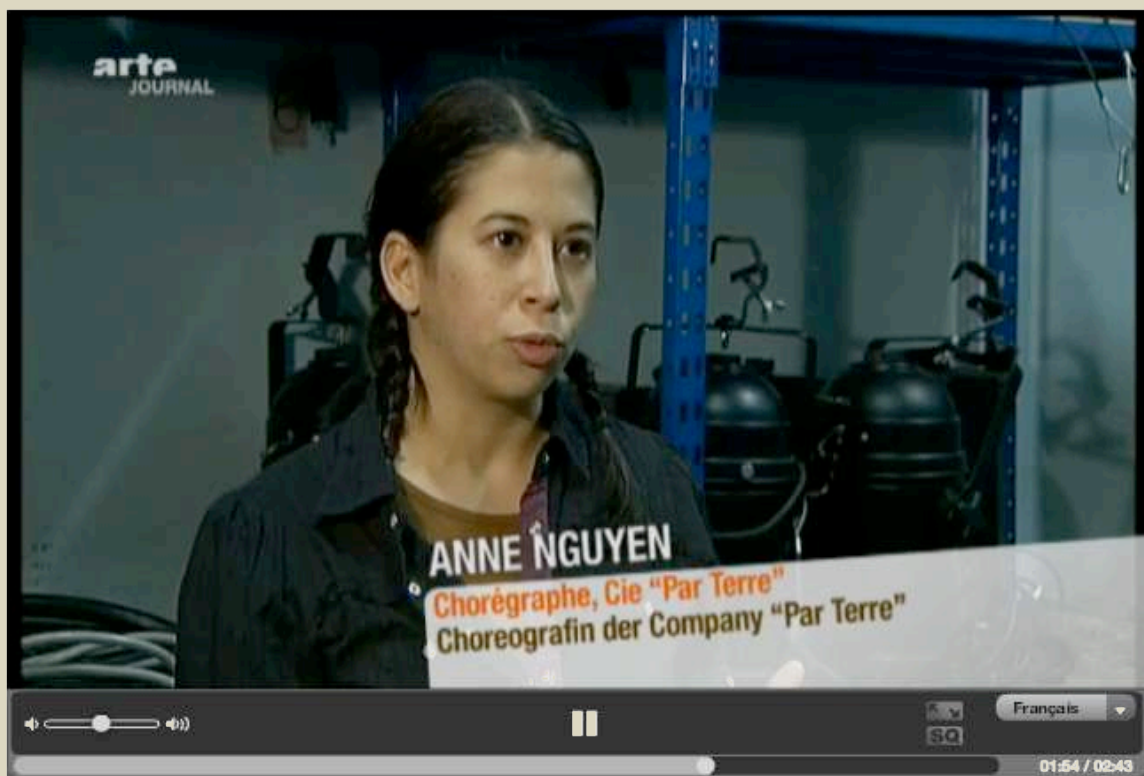 arte
JOURNAL
ANNE NGUYEN
Chorégraphe, Cie “Par Terre”
Choreografin der Company “Par Terre”
Français
SQ
01:54 / 02:43